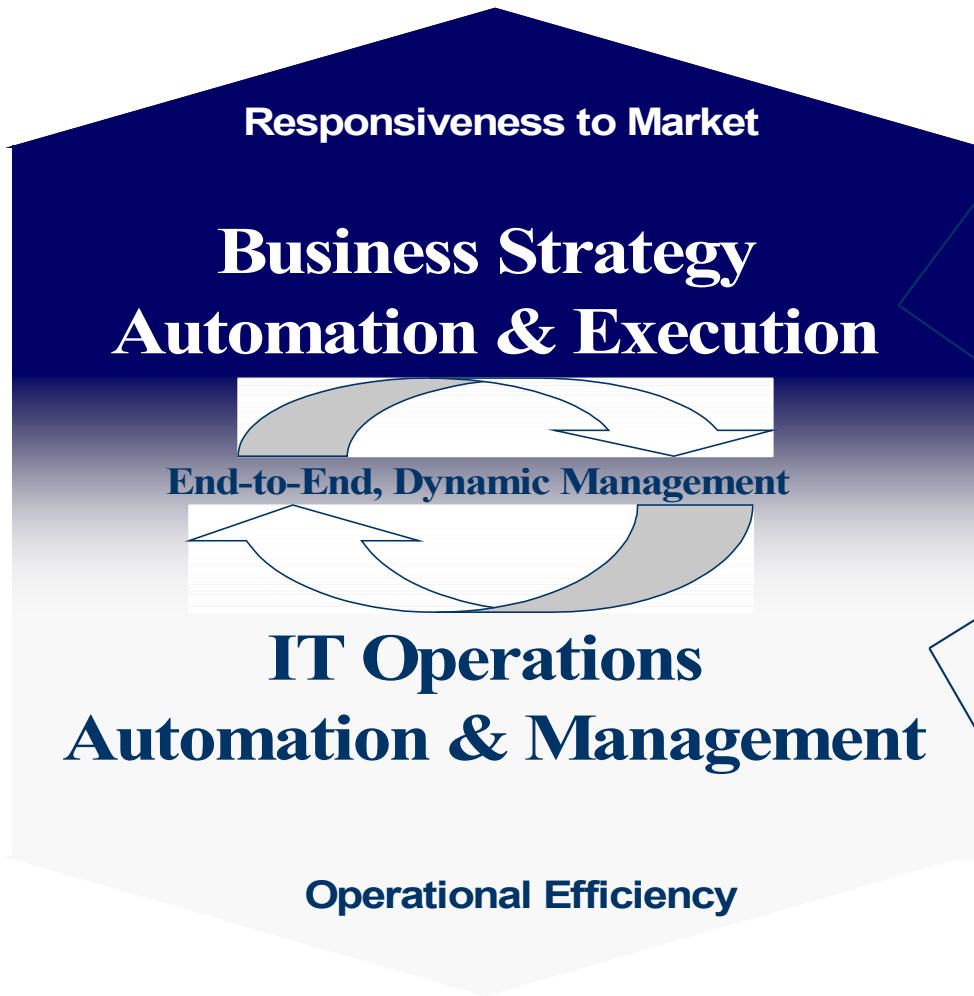 Responsiveness to Market
Business Strategy
Automation & Execution
End-to-End, Dynamic Management
IT Operations
Automation & Management
Operational Efficiency